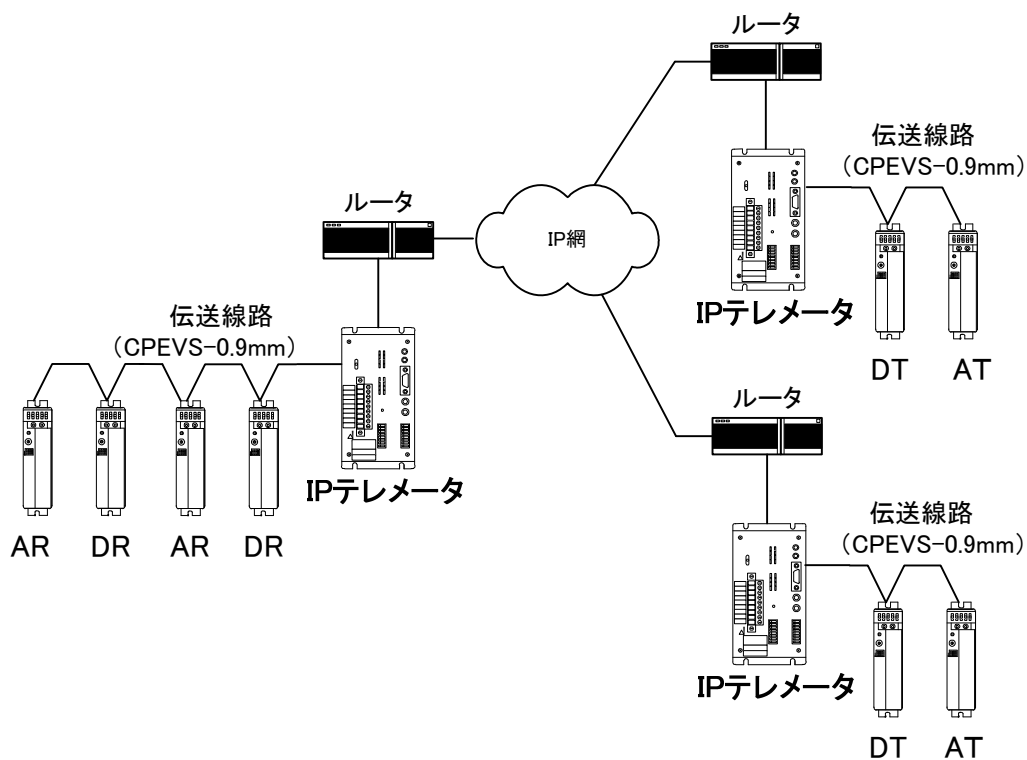 ルータ
伝送線路
（CPEVS-0.9mm）
IPテレメータ
DT
AT
ルータ
IP網
伝送線路
（CPEVS-0.9mm）
IPテレメータ
AR
DR
AR
DR
ルータ
伝送線路
（CPEVS-0.9mm）
IPテレメータ
DT
AT